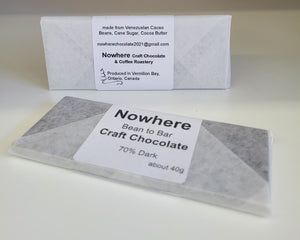 made from Venezuelan Cacao
Beans, Cane Sugar, Cocoa Butter
nowherechocolate2021@gmail.com
Nowhere Craft Chocolate
& Coffee Roastery
Produced in Vermilion Bay,
Ontario, Canada
Nowhere
Bean to Bar
Craft Chocolate
70% Dark
about 40g